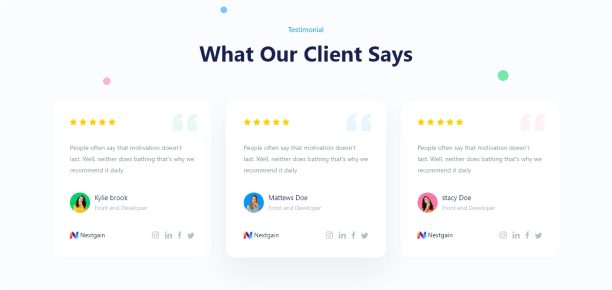 Testimonial
What Our Client Says
People often say that motivation doesn't
last. Well, neither does bathing that's why we
recommend it daily
Kylie brook
Front end Developer
Nextgain
People often say that motivation doesn't
last. Well, neither does bathing that's why we
recommend it daily
Mattews Doe
Front end Developer
Nextgain
People often say that motivation doesn't
last. Well, neither does bathing that's why we
recommend it daily
stacy Doe
Front end Developer
Nextgain